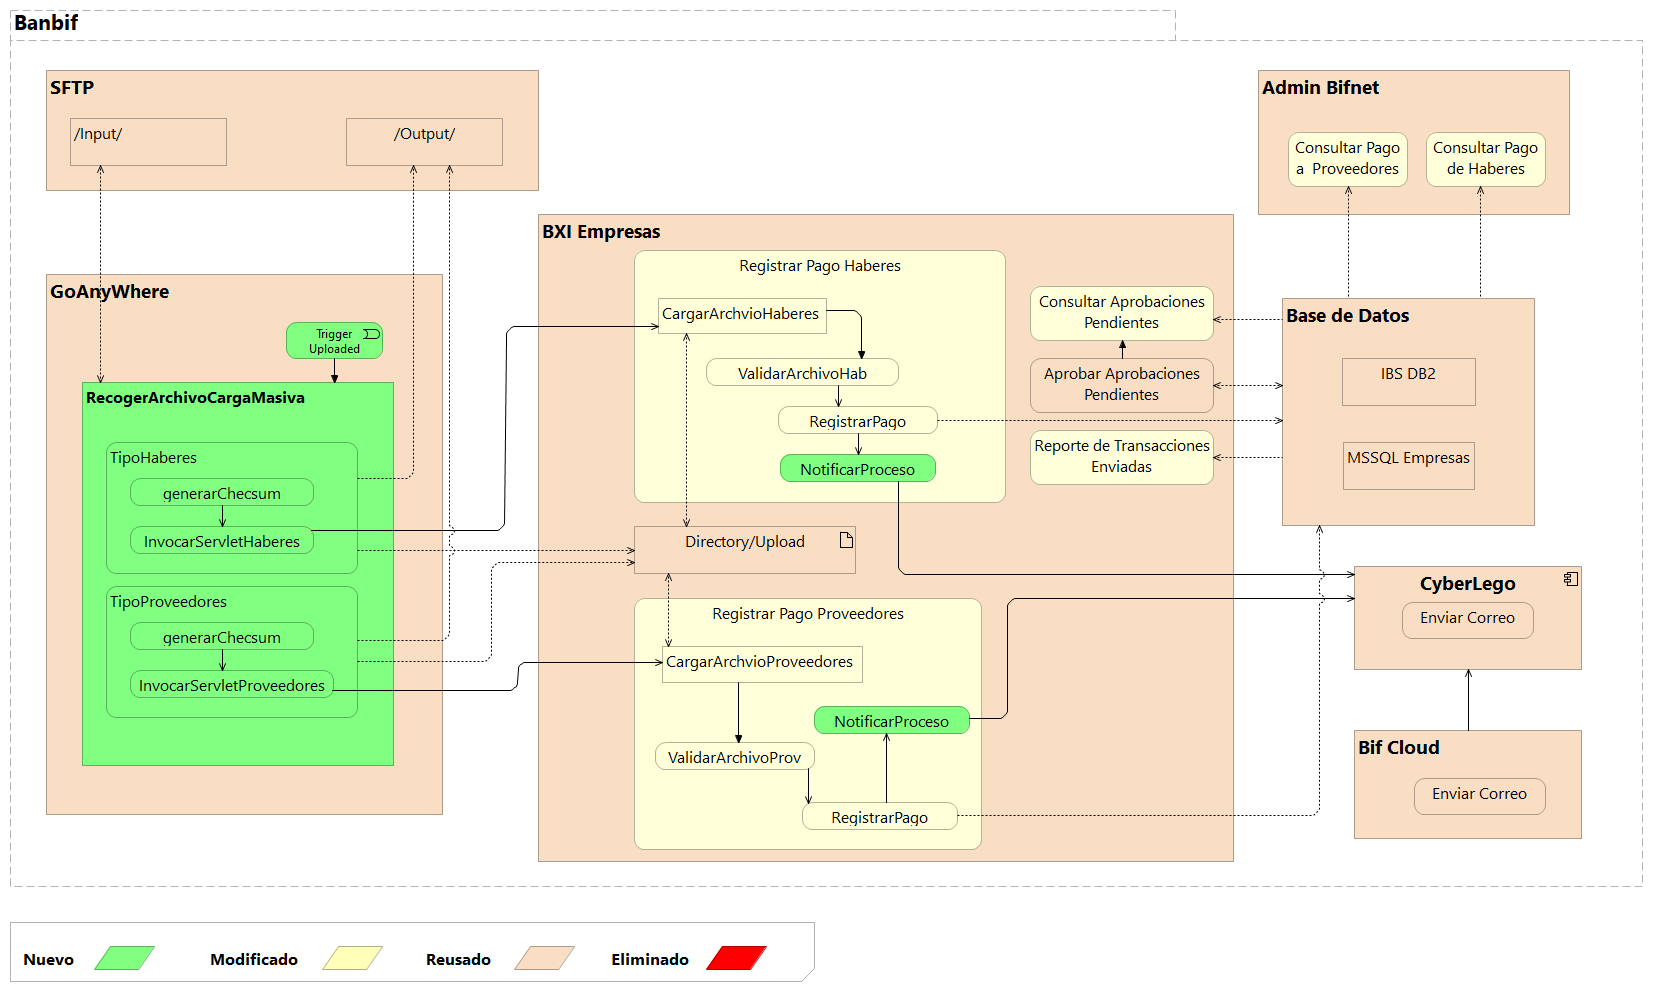 Banbif
SFTP
/Input/
/Output/
Admin Bifnet
Consultar Pago
a Proveedores
Consultar Pago
de Haberes
GoAnyWhere
Trigger
Uploaded
RecogerArchivoCargaMasiva
TipoHaberes
generarChecsum
InvocarServletHaberes
TipoProveedores
generarChecsum
InvocarServletProveedores
BXI Empresas
Registrar Pago Haberes
CargarArchvioHaberes
ValidarArchivoHab
RegistrarPago
NotificarProceso
Consultar Aprobaciones
Pendientes
Aprobar Aprobaciones
Pendientes
Reporte de Transacciones
Enviadas
Directory/Upload
Registrar Pago Proveedores
CargarArchvioProveedores
NotificarProceso
ValidarArchivoProv
RegistrarPago
Base de Datos
IBS DB2
MSSQL Empresas
CyberLego
Enviar Correo
Bif Cloud
Enviar Correo
Nuevo
Modificado
Reusado
Eliminado